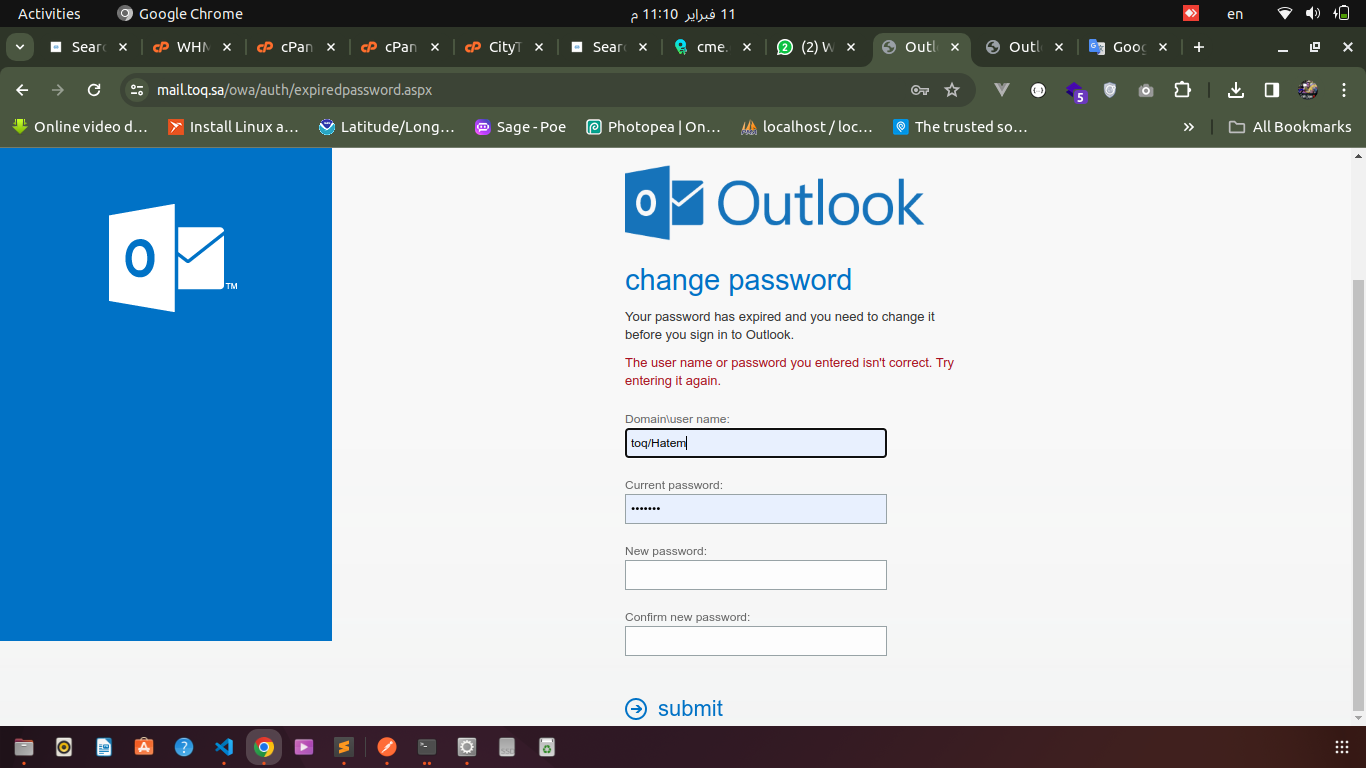 Activities
Google Chrome
11 فبراير 11:10 م
en
Sear
WHM
cPan
cPan
CityT
Sear
cme.
(2) W
Outl
Outl
Goog
mail.toq.sa/owa/auth/expiredpassword.aspx
5
Online video d...
Install Linux a...
Latitude/Long...
Sage - Poe
Photopea | On...
localhost / loc...
The trusted so...
»
All Bookmarks
Outlook
TM
change password
Your password has expired and you need to change it
before you sign in to Outlook.
The user name or password you entered isn't correct. Try
entering it again.
Domain\user name:
toq/Hatem
Current password:
•••••••
New password:
Confirm new password:
submit